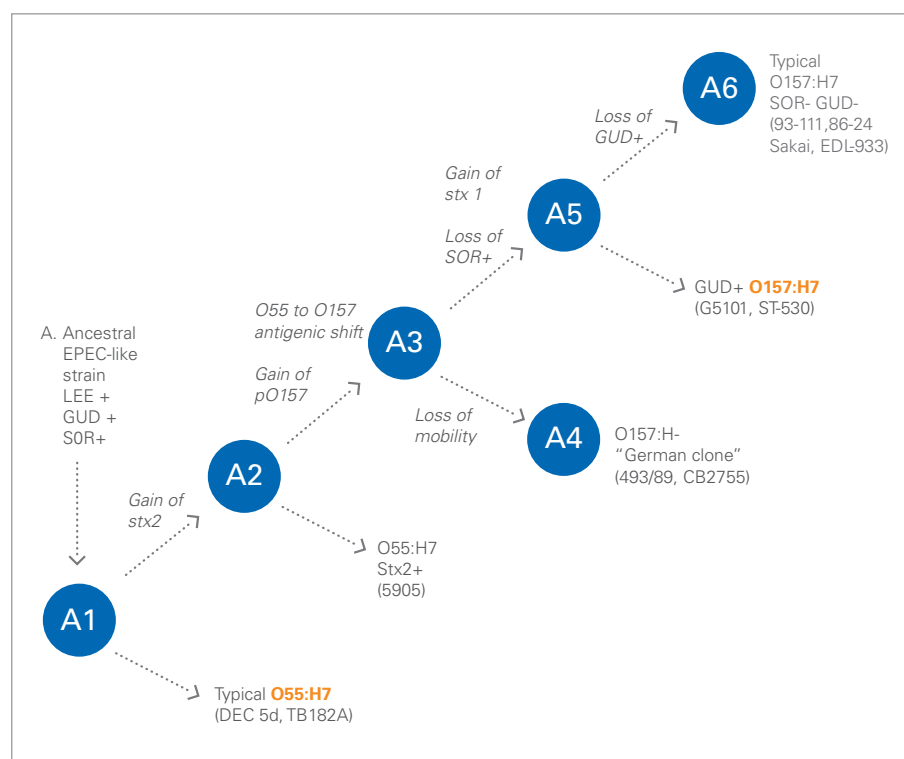 A6
Typical
O157:H7
SOR- GUD-
(93-111,86-24
Sakai, EDL-933)
Loss of
GUD+
Gain of
stx 1
A5
Loss of
SOR+
GUD+ O157:H7
(G5101, ST-530)
O55 to O157
antigenic shift
A3
Gain of
pO157
Loss of
mobility
A4
O157:H-
“German clone”
(493/89, CB2755)
A. Ancestral
EPEC-like
strain
LEE +
GUD +
S0R+
A2
Gain of
stx2
O55:H7
Stx2+
(5905)
A1
Typical O55:H7
(DEC 5d, TB182A)